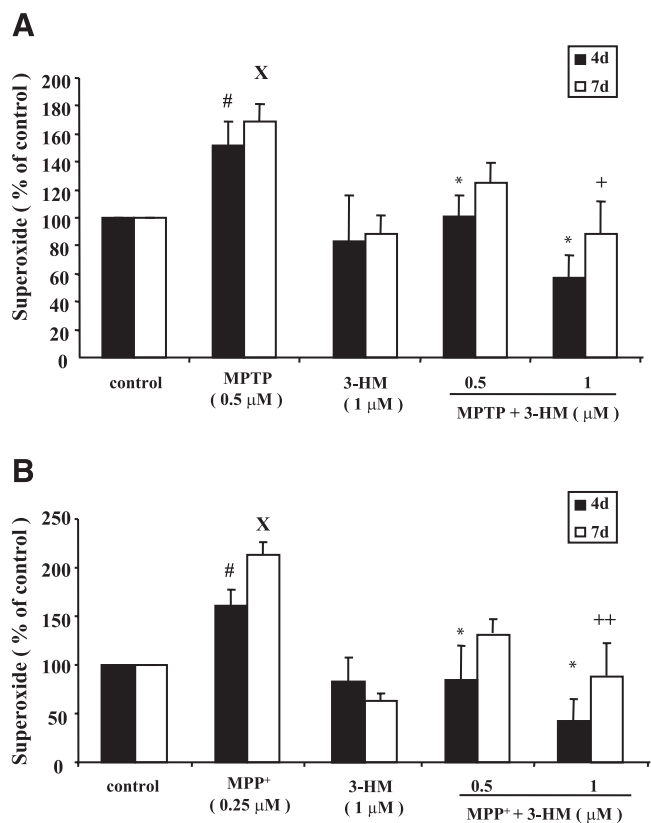 A
Superoxide ( % of control )
200
180
160
140
120
100
80
60
40
20
0
# X
* +
*
4d
7d
control MPTP 3-HM 0.5 1
( 0.5 μM ) ( 1 μM ) MPTP + 3-HM ( μM )
B
Superoxide ( % of control )
250
200
150
100
50
0
# X
* ++
*
4d
7d
control MPP⁺ 3-HM 0.5 1
( 0.25 μM ) ( 1 μM ) MPP⁺ + 3-HM ( μM )